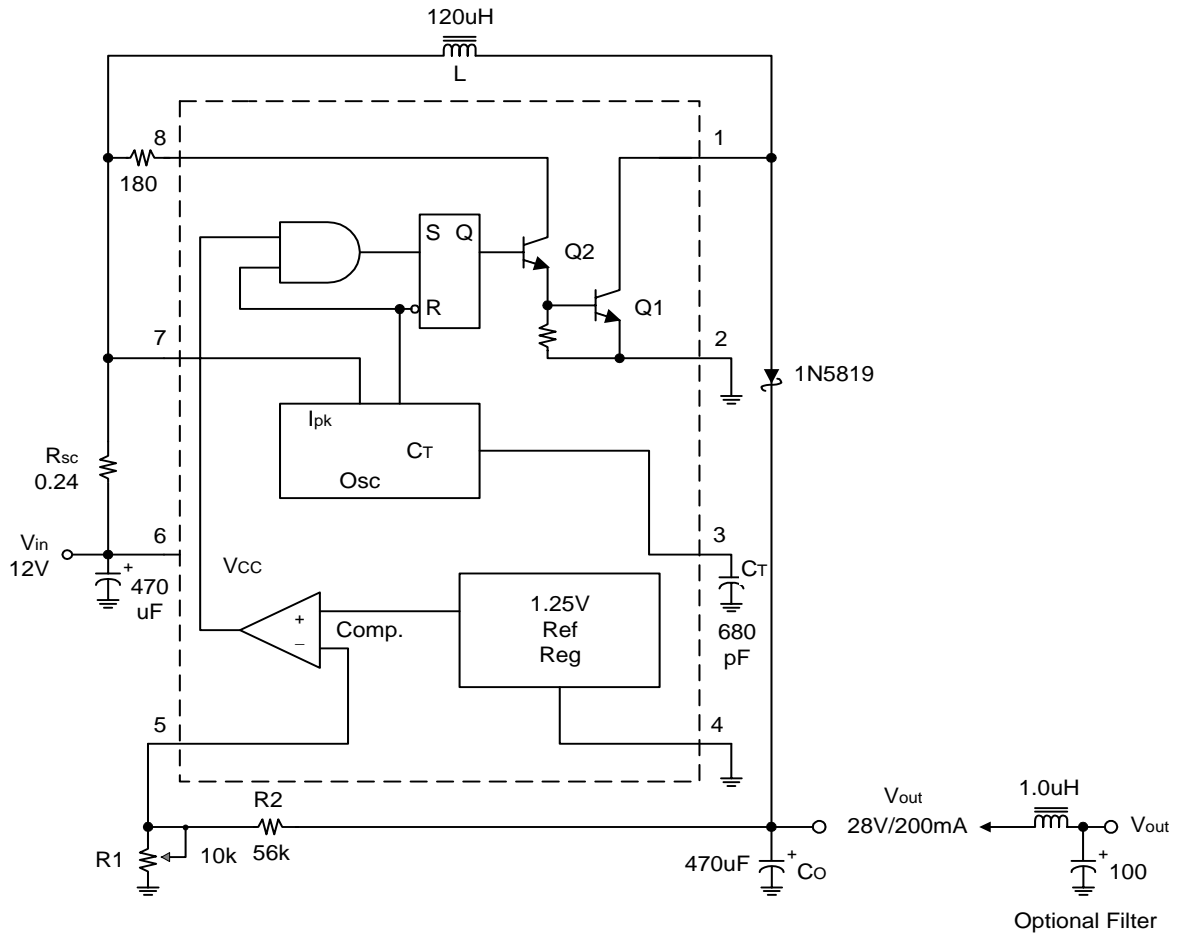 120uH
L
8
1
180
S Q
Q2
R
Q1
7
2
1N5819
Ipk
CT
Osc
Rsc
0.24
Vin
12V
6
3
470
uF
VCC
CT
680
pF
+
−
Comp.
1.25V
Ref
Reg
5
4
R2
56k
R1
10k
Vout
28V/200mA
1.0uH
Vout
470uF
+
CO
+
100
+
Optional Filter